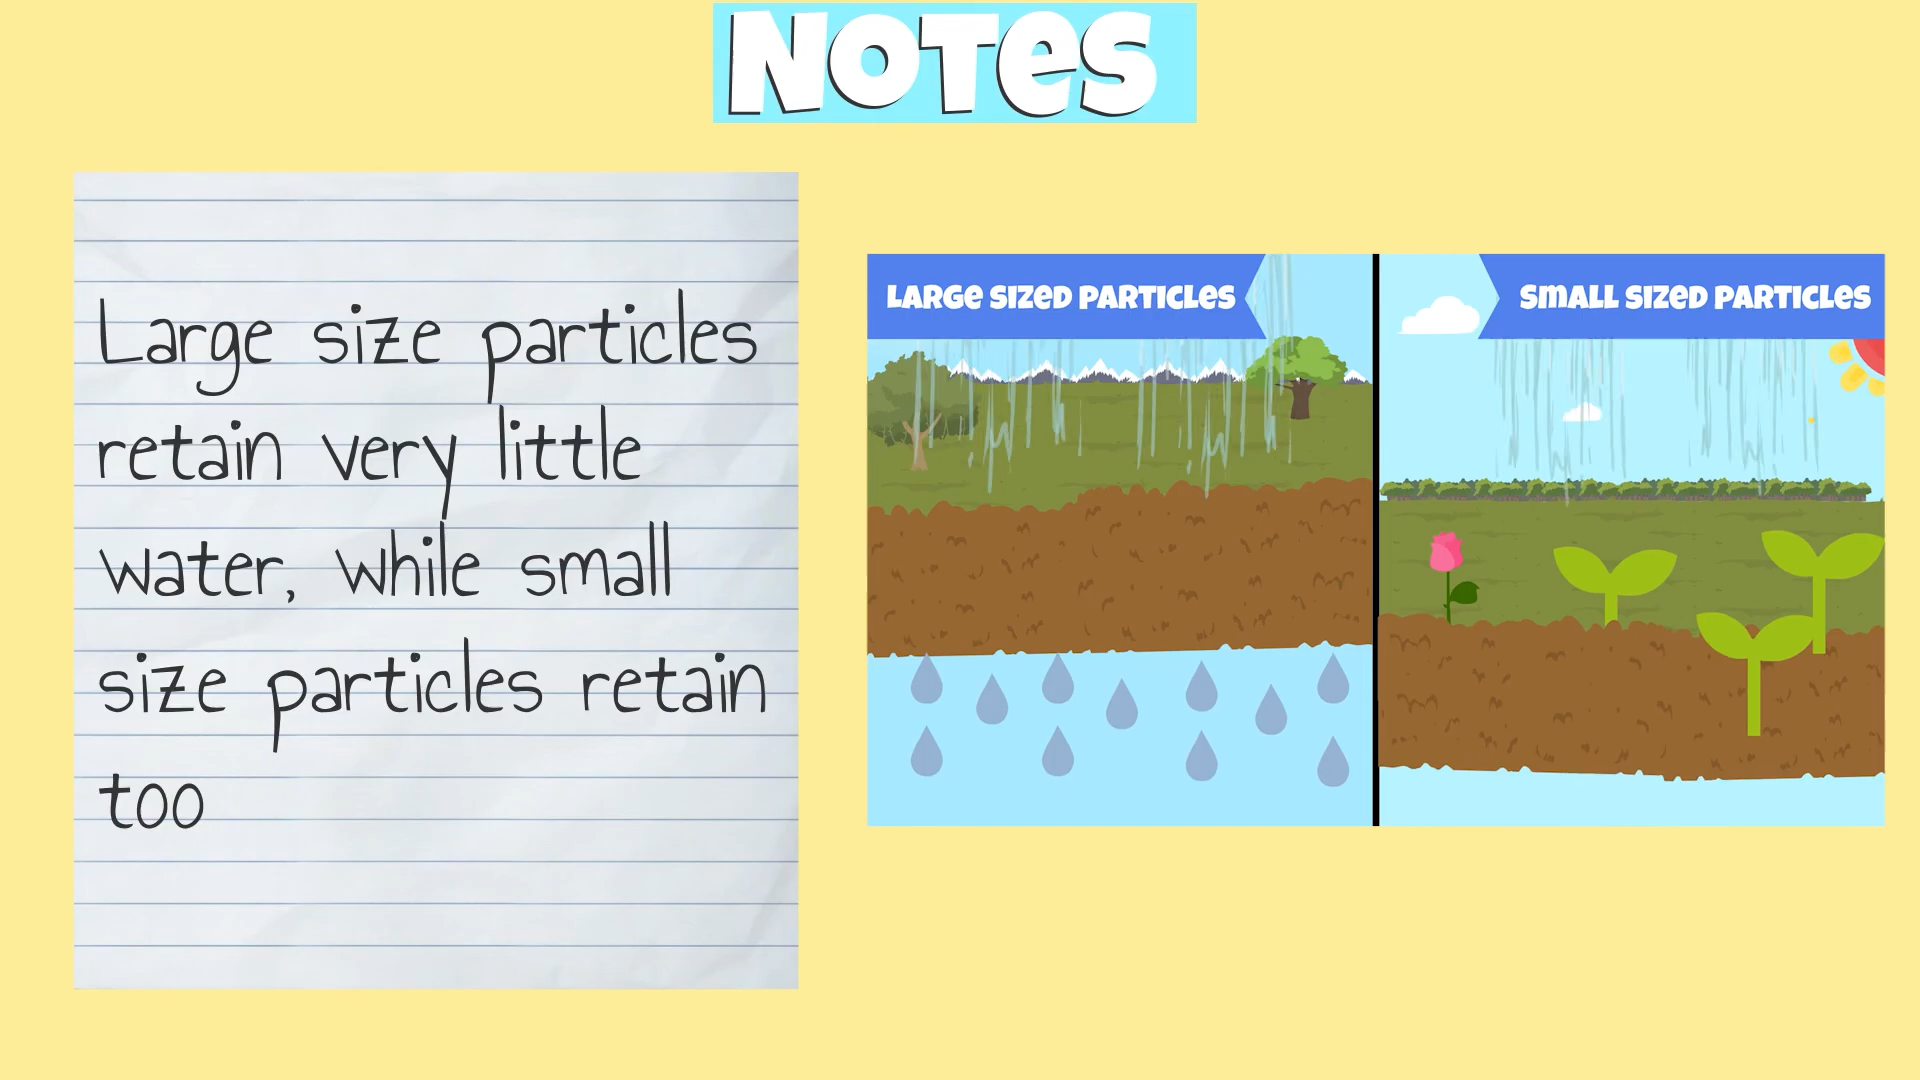 NOTES
Large size particles
retain very little
water, while small
size particles retain
too
LARGE SIZED PARTICLES
SMALL SIZED PARTICLES